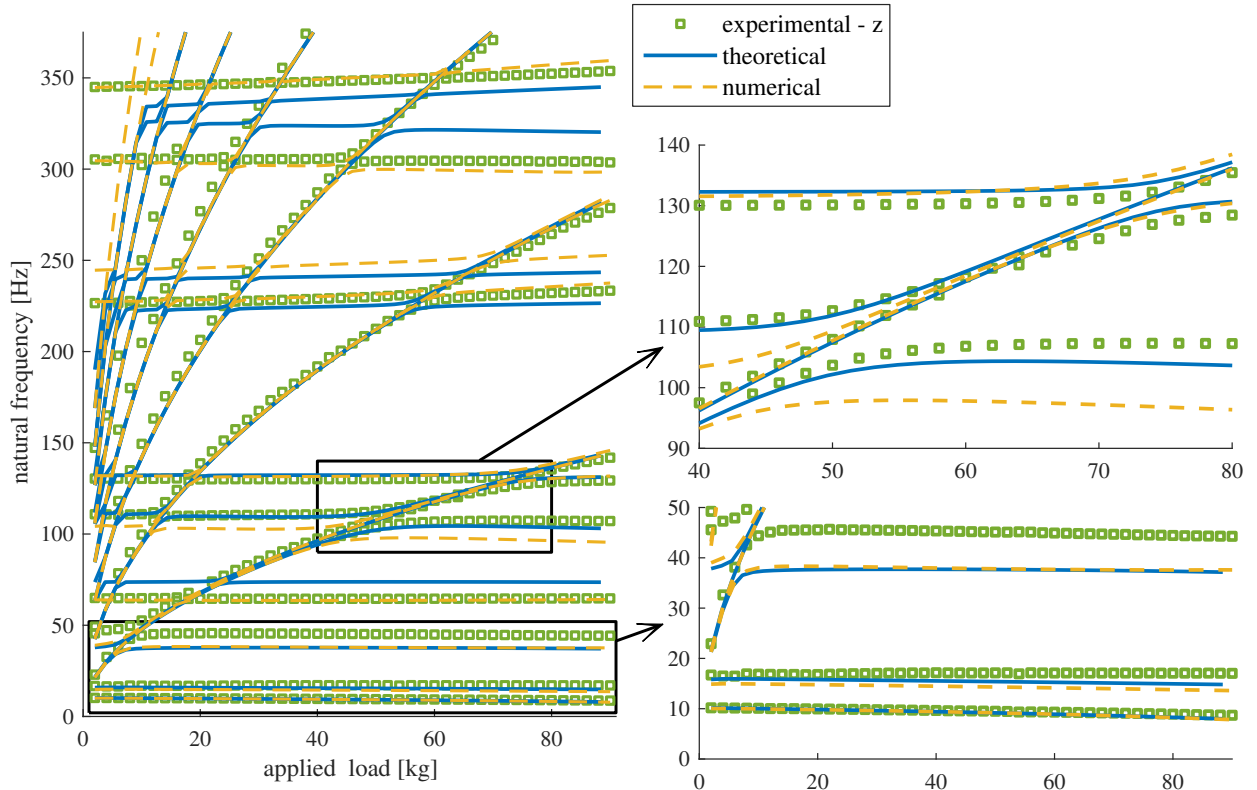 experimental - z
theoretical
numerical
natural frequency [Hz]
350
300
250
200
150
100
50
0
0 20 40 60 80
applied load [kg]
140
130
120
110
100
90
40 50 60 70 80
50
40
30
20
10
0
0 20 40 60 80